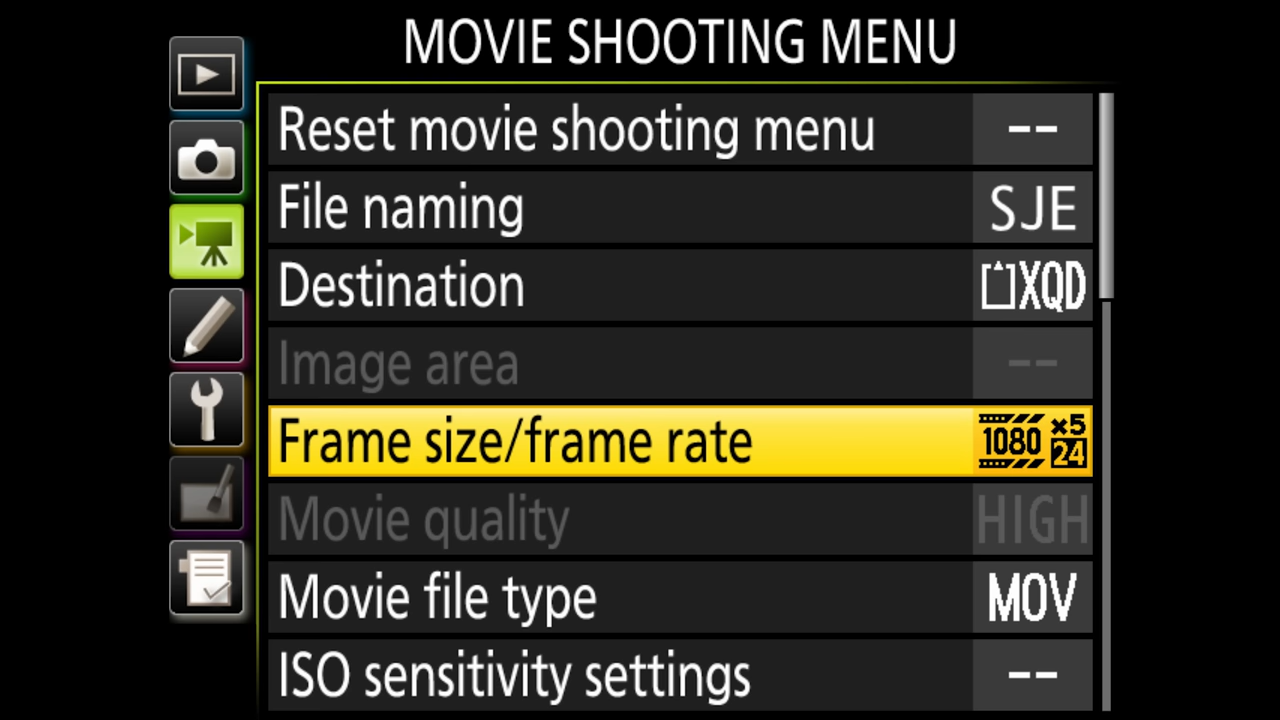 MOVIE SHOOTING MENU
Reset movie shooting menu --
File naming SJE
Destination XQD
Image area --
Frame size/frame rate 1080 ×5 24
Movie quality HIGH
Movie file type MOV
ISO sensitivity settings --